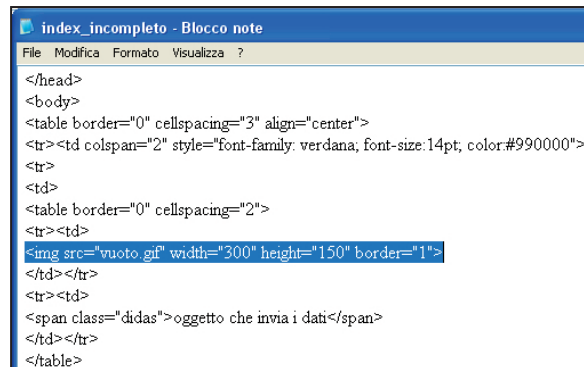 index_incompleto - Blocco note
File Modifica Formato Visualizza ?
</head>
<body>
<table border="0" cellspacing="3" align="center">
<tr><td colspan="2" style="font-family: verdana; font-size:14pt; color:#990000">
<tr>
<td>
<table border="0" cellspacing="2">
<tr><td>
<img src="vuoto.gif" width="300" height="150" border="1">
</td></tr>
<tr><td>
<span class="didas">oggetto che invia i dati</span>
</td></tr>
</table>